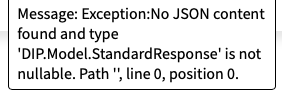 Message: Exception:No JSON content
found and type
'DIP.Model.StandardResponse' is not
nullable. Path '', line 0, position 0.